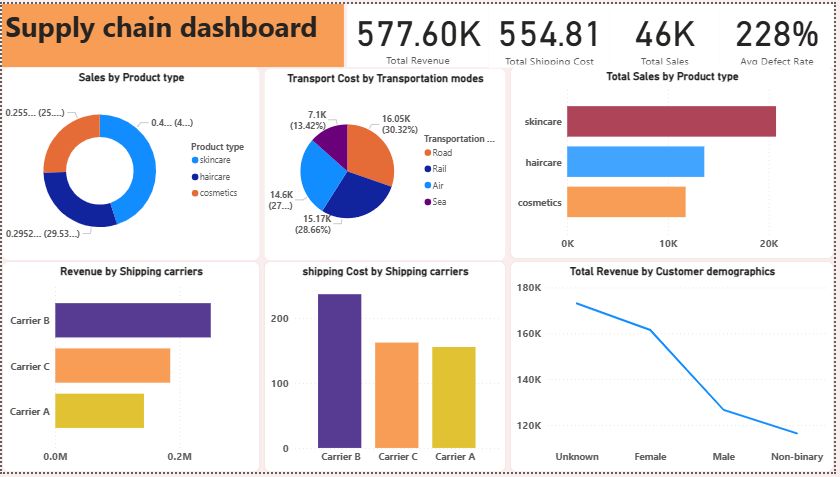 Supply chain dashboard
577.60K
Total Revenue
554.81
Total Shipping Cost
46K
Total Sales
228%
Avg Defect Rate
Sales by Product type
0.255... (25....)
0.4... (4...)
0.2952... (29.53...)
Product type
skincare
haircare
cosmetics
Transport Cost by Transportation modes
7.1K
(13.42%)
16.05K
(30.32%)
14.6K
(27...)
15.17K
(28.66%)
Transportation ...
Road
Rail
Air
Sea
Total Sales by Product type
skincare
haircare
cosmetics
0K
10K
20K
Revenue by Shipping carriers
Carrier B
Carrier C
Carrier A
0.0M
0.2M
shipping Cost by Shipping carriers
200
100
0
Carrier B
Carrier C
Carrier A
Total Revenue by Customer demographics
180K
160K
140K
120K
Unknown
Female
Male
Non-binary